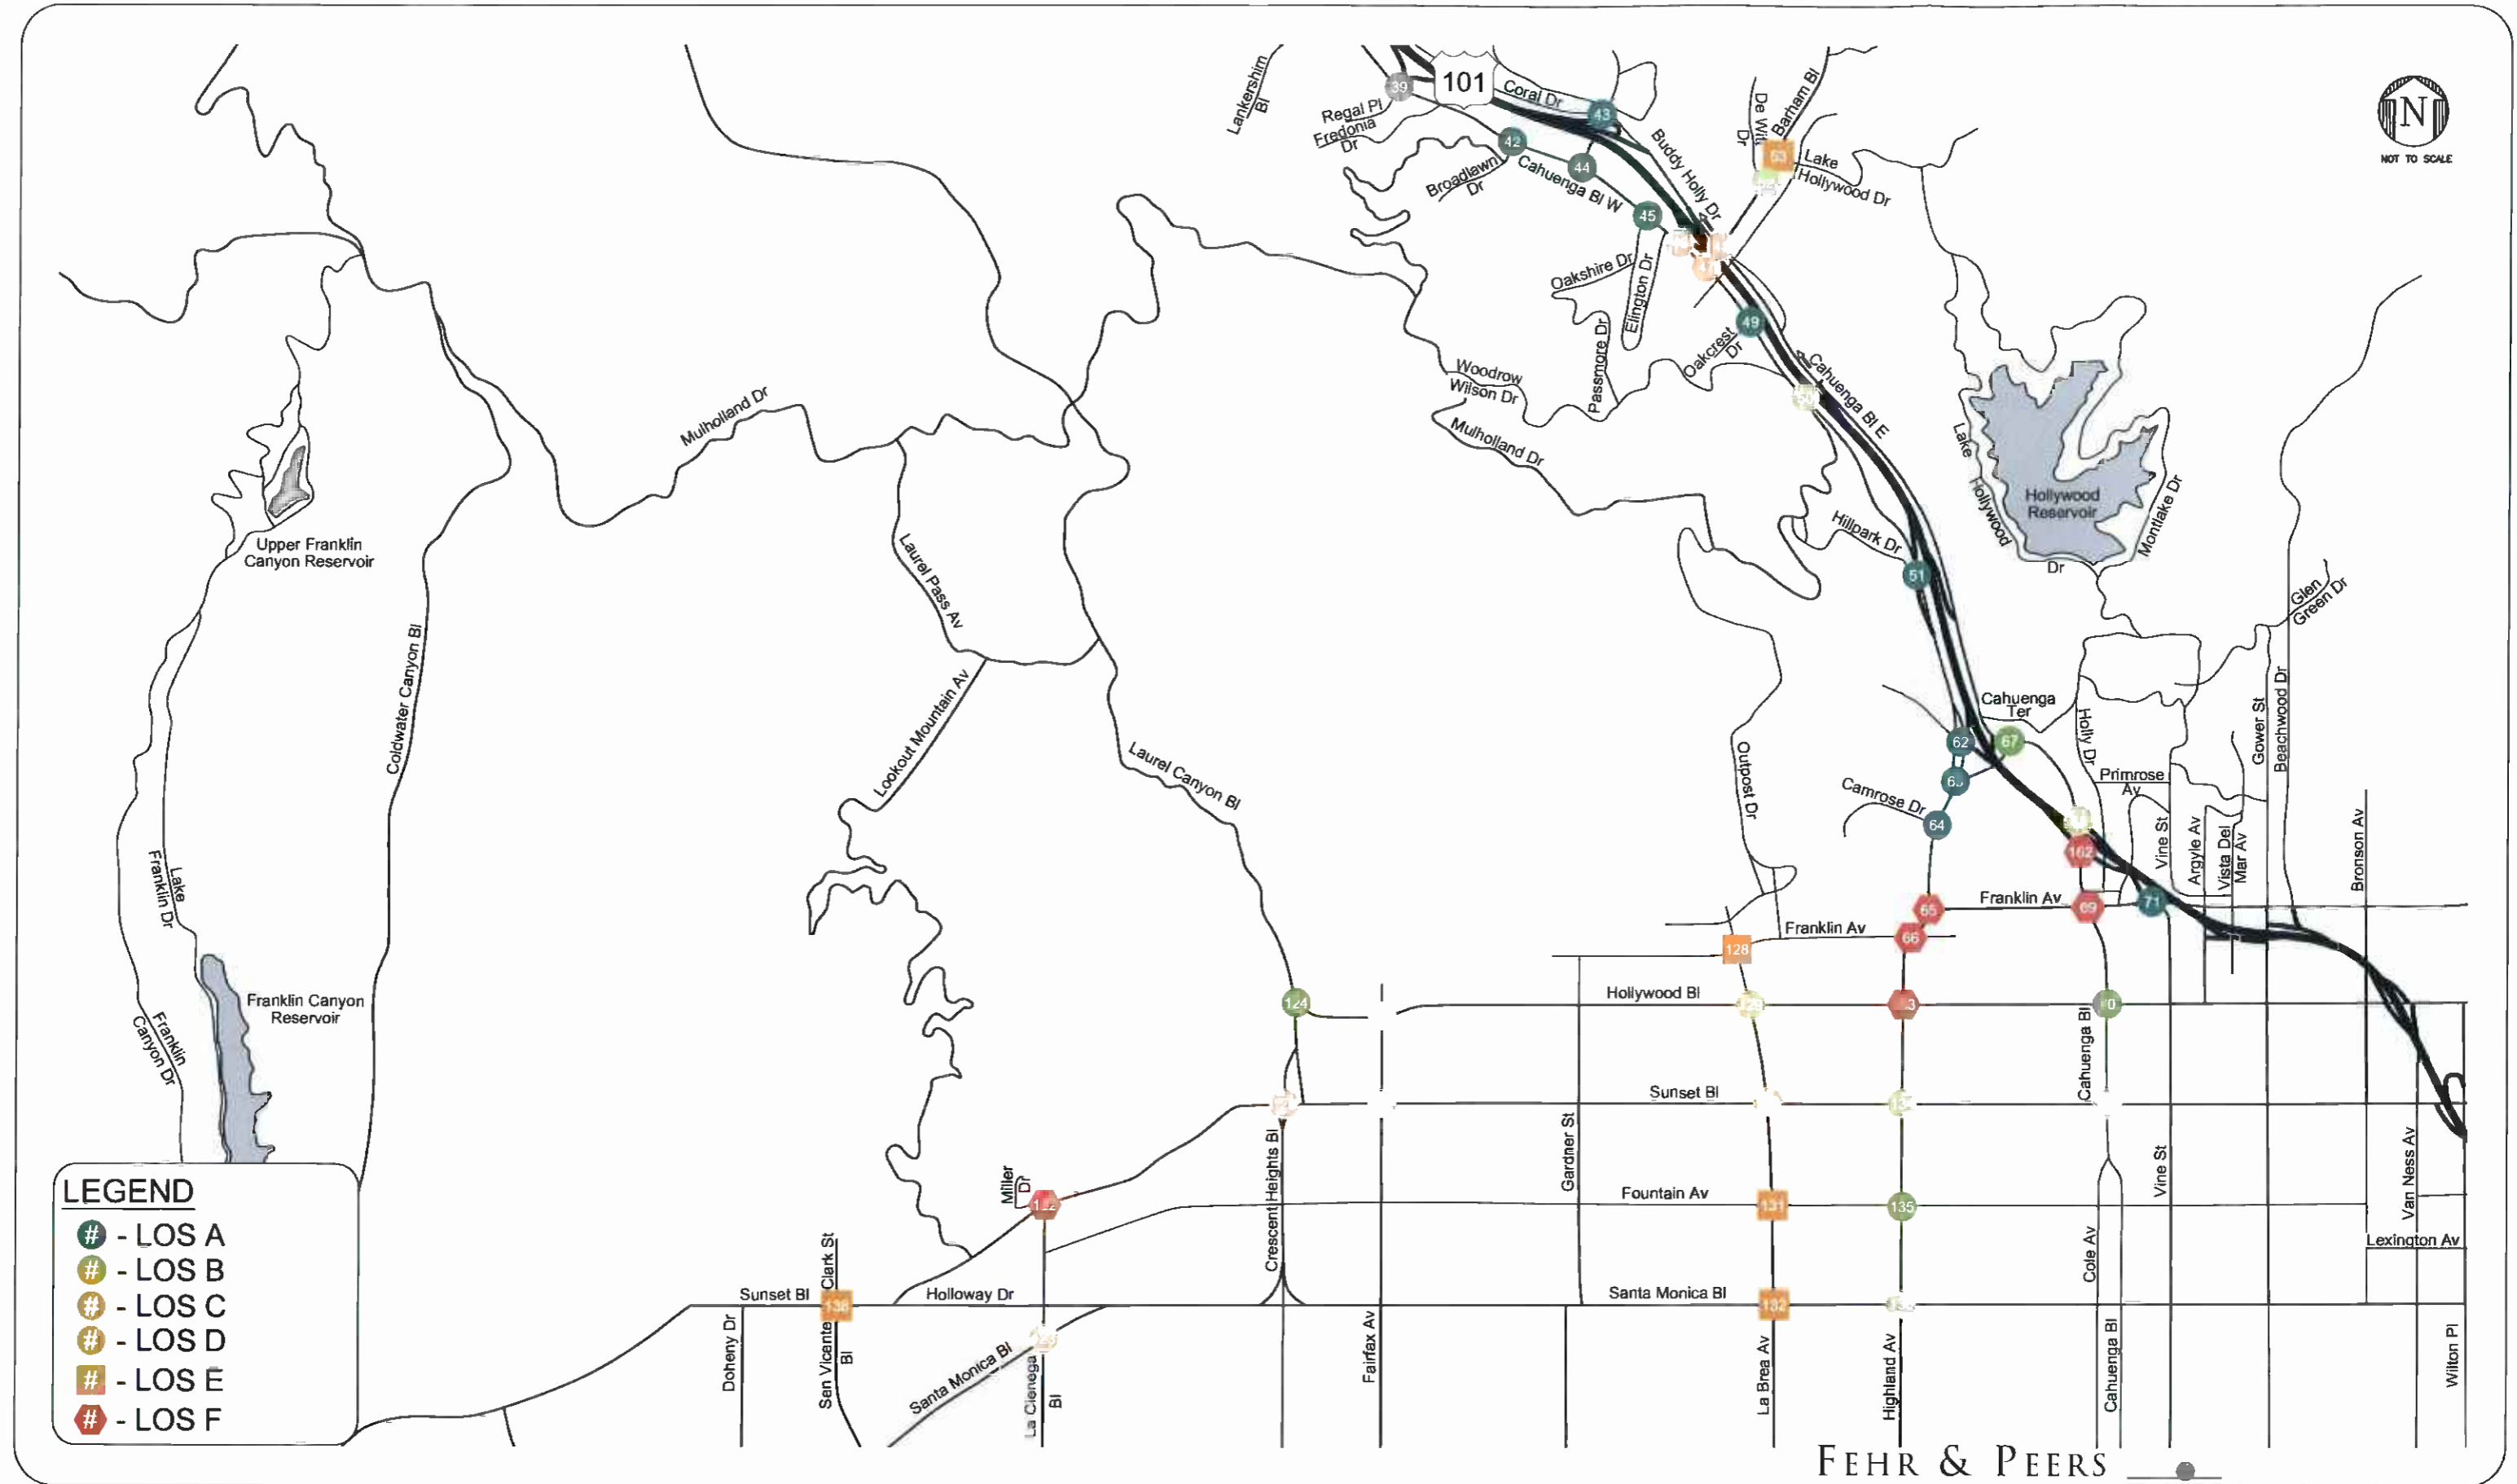 Lankershim
Bl
39
101
Coral Dr
43
Regal Pl
Fredonia
Dr
42
44
Broadlawn
Dr
Cahuenga Bl W
Buddy Holly Dr
De Witt
Dr
Barham Bl
53
Lake
Hollywood Dr
N
NOT TO SCALE
45
Oakshire Dr
Elington Dr
Passmore Dr
49
Oakcrest
Dr
Cahuenga Bl E
Woodrow
Wilson Dr
Mulholland Dr
Mulholland Dr
Lake
Hollywood
Dr
Hollywood
Reservoir
Montlake Dr
Hillpark Dr
51
Upper Franklin
Canyon Reservoir
Laurel Pass Av
Glen
Green Dr
Coldwater Canyon Bl
Lookout Mountain Av
Laurel Canyon Bl
Outpost Dr
Cahuenga
Ter
62
67
Holly Dr
Gower St
Beachwood Dr
Camrose Dr
64
Primrose
Av
Vine St
Argyle Av
Vista Del
Mar Av
Bronson Av
162
Lake
Franklin Dr
65
Franklin Av
69
71
66
Franklin Av
128
Franklin Canyon
Reservoir
Franklin
Canyon Dr
124
Hollywood Bl
Cahuenga Bl
Sunset Bl
Gardner St
Crescent Heights Bl
Miller
Dr
Fountain Av
131
135
Vine St
Van Ness Av
Lexington Av
Cole Av
Clark St
Sunset Bl
138
Holloway Dr
Santa Monica Bl
132
Doheny Dr
San Vicente
Bl
Santa Monica Bl
La Cienega
Bl
Fairfax Av
La Brea Av
Highland Av
Cahuenga Bl
Wilton Pl
LEGEND
# - LOS A
# - LOS B
# - LOS C
# - LOS D
# - LOS E
# - LOS F
FEHR & PEERS